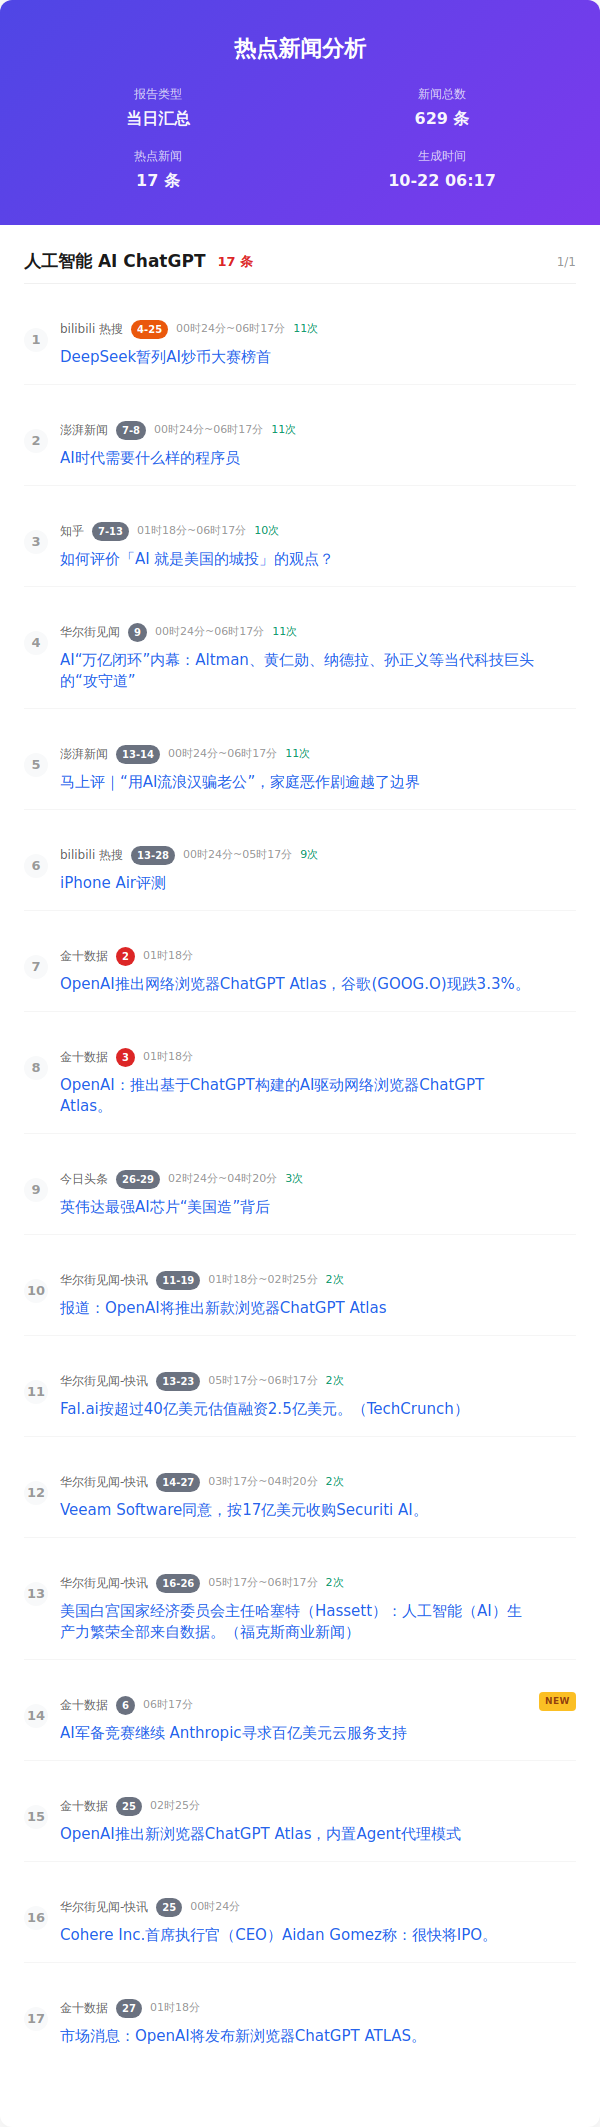 热点新闻分析
报告类型
当日汇总
新闻总数
629 条
热点新闻
17 条
生成时间
10-22 06:17
人工智能 AI ChatGPT 17 条 1/1
1
bilibili 热搜 4-25 00时24分~06时17分 11次
DeepSeek暂列AI炒币大赛榜首
2
澎湃新闻 7-8 00时24分~06时17分 11次
AI时代需要什么样的程序员
3
知乎 7-13 01时18分~06时17分 10次
如何评价「AI 就是美国的城投」的观点？
4
华尔街见闻 9 00时24分~06时17分 11次
AI“万亿闭环”内幕：Altman、黄仁勋、纳德拉、孙正义等当代科技巨头
的“攻守道”
5
澎湃新闻 13-14 00时24分~06时17分 11次
马上评｜“用AI流浪汉骗老公”，家庭恶作剧逾越了边界
6
bilibili 热搜 13-28 00时24分~05时17分 9次
iPhone Air评测
7
金十数据 2 01时18分
OpenAI推出网络浏览器ChatGPT Atlas，谷歌(GOOG.O)现跌3.3%。
8
金十数据 3 01时18分
OpenAI：推出基于ChatGPT构建的AI驱动网络浏览器ChatGPT
Atlas。
9
今日头条 26-29 02时24分~04时20分 3次
英伟达最强AI芯片“美国造”背后
10
华尔街见闻-快讯 11-19 01时18分~02时25分 2次
报道：OpenAI将推出新款浏览器ChatGPT Atlas
11
华尔街见闻-快讯 13-23 05时17分~06时17分 2次
Fal.ai按超过40亿美元估值融资2.5亿美元。（TechCrunch）
12
华尔街见闻-快讯 14-27 03时17分~04时20分 2次
Veeam Software同意，按17亿美元收购Securiti AI。
13
华尔街见闻-快讯 16-26 05时17分~06时17分 2次
美国白宫国家经济委员会主任哈塞特（Hassett）：人工智能（AI）生
产力繁荣全部来自数据。（福克斯商业新闻）
14
金十数据 6 06时17分 NEW
AI军备竞赛继续 Anthropic寻求百亿美元云服务支持
15
金十数据 25 02时25分
OpenAI推出新浏览器ChatGPT Atlas，内置Agent代理模式
16
华尔街见闻-快讯 25 00时24分
Cohere Inc.首席执行官（CEO）Aidan Gomez称：很快将IPO。
17
金十数据 27 01时18分
市场消息：OpenAI将发布新浏览器ChatGPT ATLAS。